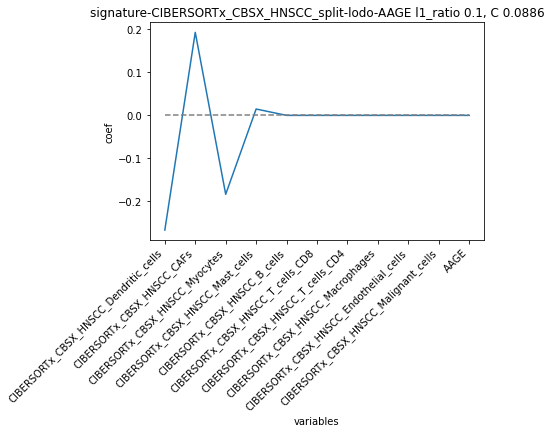 signature-CIBERSORTx_CBSX_HNSCC_split-lodo-AAGE l1_ratio 0.1, C 0.0886
0.2
0.1
0.0
−0.1
−0.2
coef
CIBERSORTx_CBSX_HNSCC_Dendritic_cells
CIBERSORTx_CBSX_HNSCC_CAFs
CIBERSORTx_CBSX_HNSCC_Myocytes
CIBERSORTx_CBSX_HNSCC_Mast_cells
CIBERSORTx_CBSX_HNSCC_B_cells
CIBERSORTx_CBSX_HNSCC_T_cells_CD8
CIBERSORTx_CBSX_HNSCC_T_cells_CD4
CIBERSORTx_CBSX_HNSCC_Macrophages
CIBERSORTx_CBSX_HNSCC_Endothelial_cells
CIBERSORTx_CBSX_HNSCC_Malignant_cells
AAGE
variables